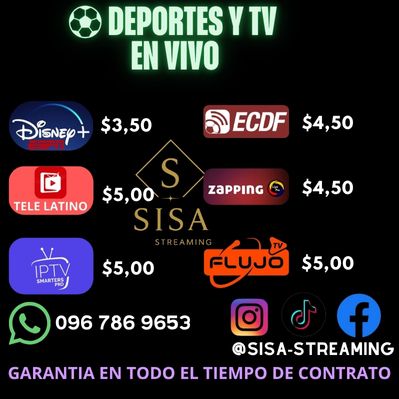 DEPORTES Y TV
EN VIVO
Disney+
ESPN
$3,50
ECDF
$4,50
TELE LATINO
$5,00
ZAPPING
$4,50
S
SISA
STREAMING
IPTV
SMARTERS
PRO
$5,00
FLUJO TV
$5,00
096 786 9653
@SISA-STREAMING
GARANTIA EN TODO EL TIEMPO DE CONTRATO